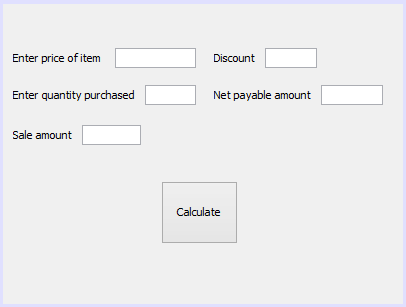 Enter price of item Discount
Enter quantity purchased Net payable amount
Sale amount
Calculate